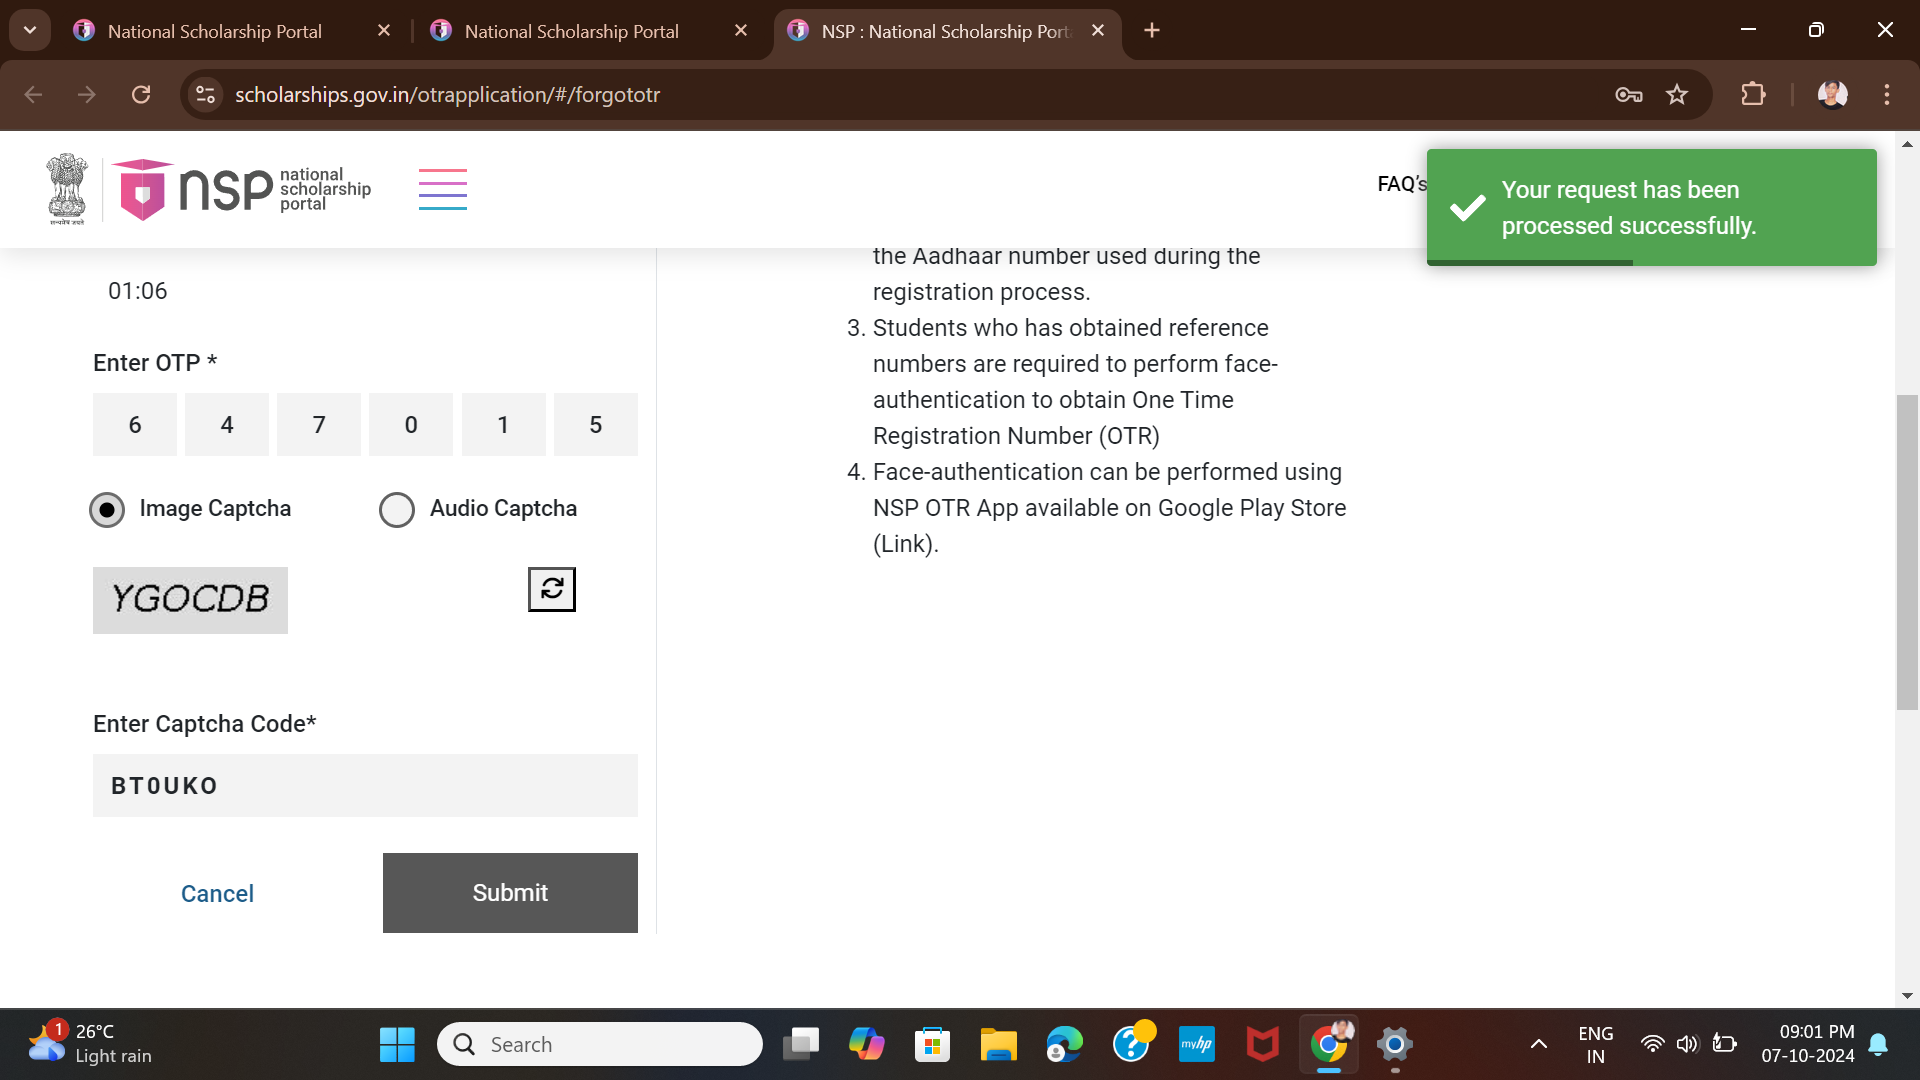 National Scholarship Portal
National Scholarship Portal
NSP : National Scholarship Port
scholarships.gov.in/otrapplication/#/forgototr
सत्यमेव जयते
nsp national scholarship portal
FAQ's
Your request has been
processed successfully.
01:06
Enter OTP *
6 4 7 0 1 5
Image Captcha
Audio Captcha
YGOCDB
Enter Captcha Code*
BT0UKO
Cancel
Submit
the Aadhaar number used during the
registration process.
3. Students who has obtained reference
numbers are required to perform face-
authentication to obtain One Time
Registration Number (OTR)
4. Face-authentication can be performed using
NSP OTR App available on Google Play Store
(Link).
1
26°C
Light rain
Search
myhp
ENG
IN
09:01 PM
07-10-2024